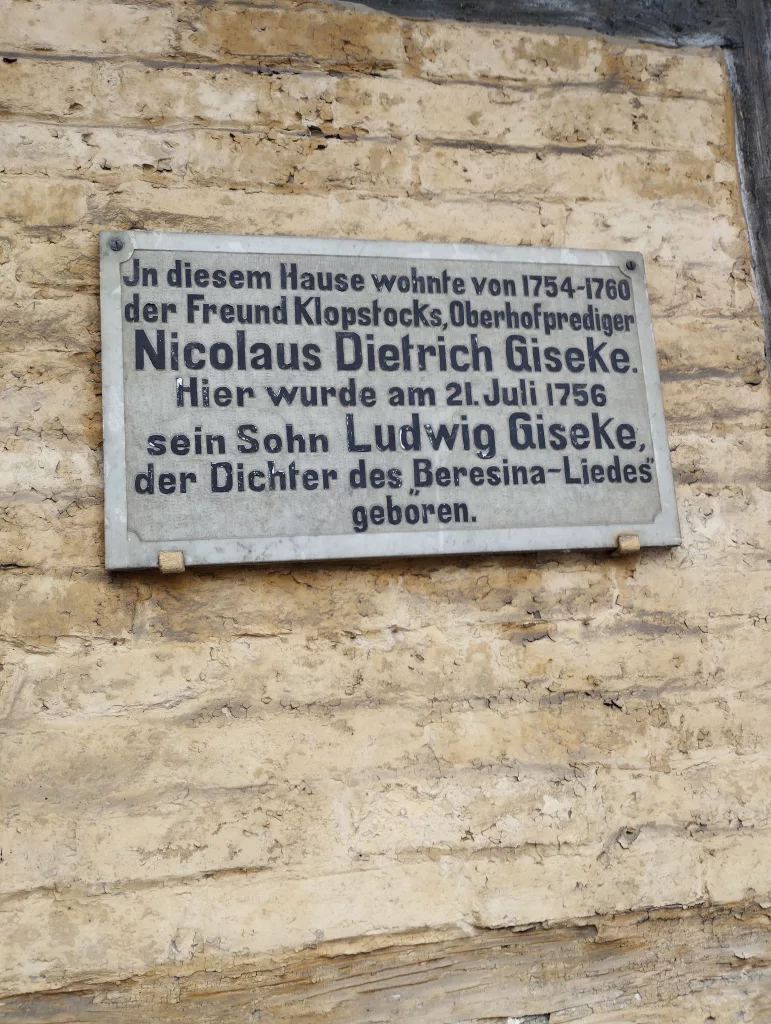 Jn diesem Hause wohnte von 1754-1760
der Freund Klopstocks, Oberhofprediger
Nicolaus Dietrich Giseke.
Hier wurde am 21. Juli 1756
sein Sohn Ludwig Giseke,
der Dichter des „Beresina-Liedes"
geboren.